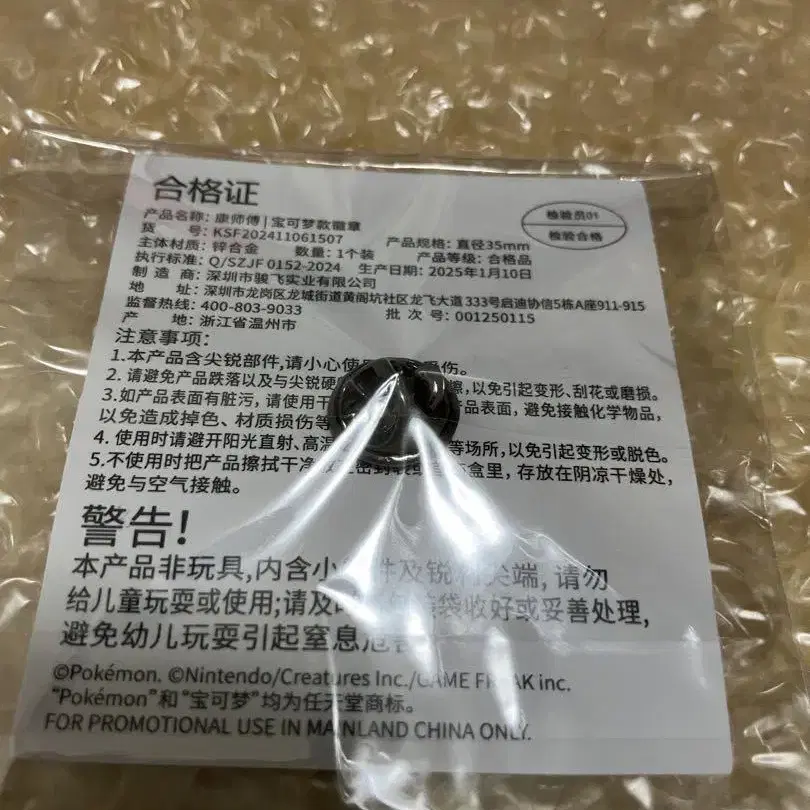 合格证
检验员01
检验合格
产品名称: 康师傅 | 宝可梦款徽章
货 号: KSF202411061507 产品规格: 直径35mm
主体材质: 锌合金 数量: 1个装 产品等级: 合格品
执行标准: Q/SZJF 0152-2024 生产日期: 2025年1月10日
制 造 商: 深圳市骏飞实业有限公司
地 址: 深圳市龙岗区龙城街道黄阁坑社区龙飞大道333号启迪协信5栋A座911-915
监督热线: 400-803-9033 批 次 号: 001250115
产 地: 浙江省温州市
注意事项:
1.本产品含尖锐部件,请小心使 伤。
2. 请避免产品跌落以及与尖锐硬 擦,以免引起变形、刮花或磨损。
3.如产品表面有脏污, 请使用干 产品表面, 避免接触化学物品,
以免造成掉色、材质损伤等
4. 使用时请避开阳光直射、高温 等场所, 以免引起变形或脱色。
5.不使用时把产品擦拭干净 密封 盒里, 存放在阴凉干燥处,
避免与空气接触。
警告!
本产品非玩具,内含小 件及锐 尖端, 请勿
给儿童玩耍或使用;请及时 袋收好或妥善处理,
避免幼儿玩耍引起窒息危害
©Pokémon. ©Nintendo/Creatures Inc./GAME FREAK inc.
“Pokémon”和“宝可梦”均为任天堂商标。
FOR PROMOTIONAL USE IN MAINLAND CHINA ONLY.